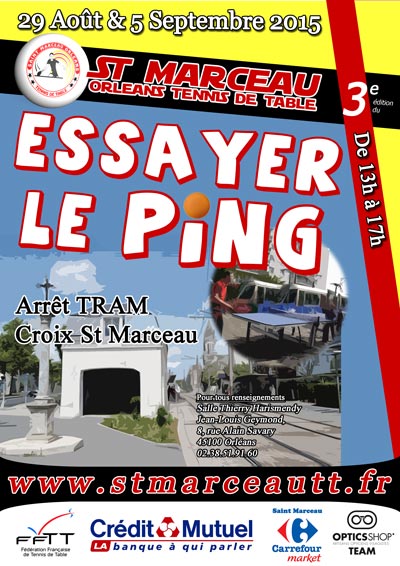 29 Août & 5 Septembre 2015
ST MARCEAU
ORLEANS TENNIS DE TABLE
3e
édition
du
De 13h à 17h
ESSAYER
LE PiNG
Arrêt TRAM
Croix St Marceau
Pour tous renseignements
Salle Thierry Harismendy
Jean-Louis Geymond,
8, rue Alain Savary
45100 Orléans
02.38.51.91.60
www.stmarceautt.fr
FFTT
Fédération Française
de Tennis de Table
Crédit Mutuel
LA banque à qui parler
Saint Marceau
Carrefour
market
OPTICSHOP
TEAM